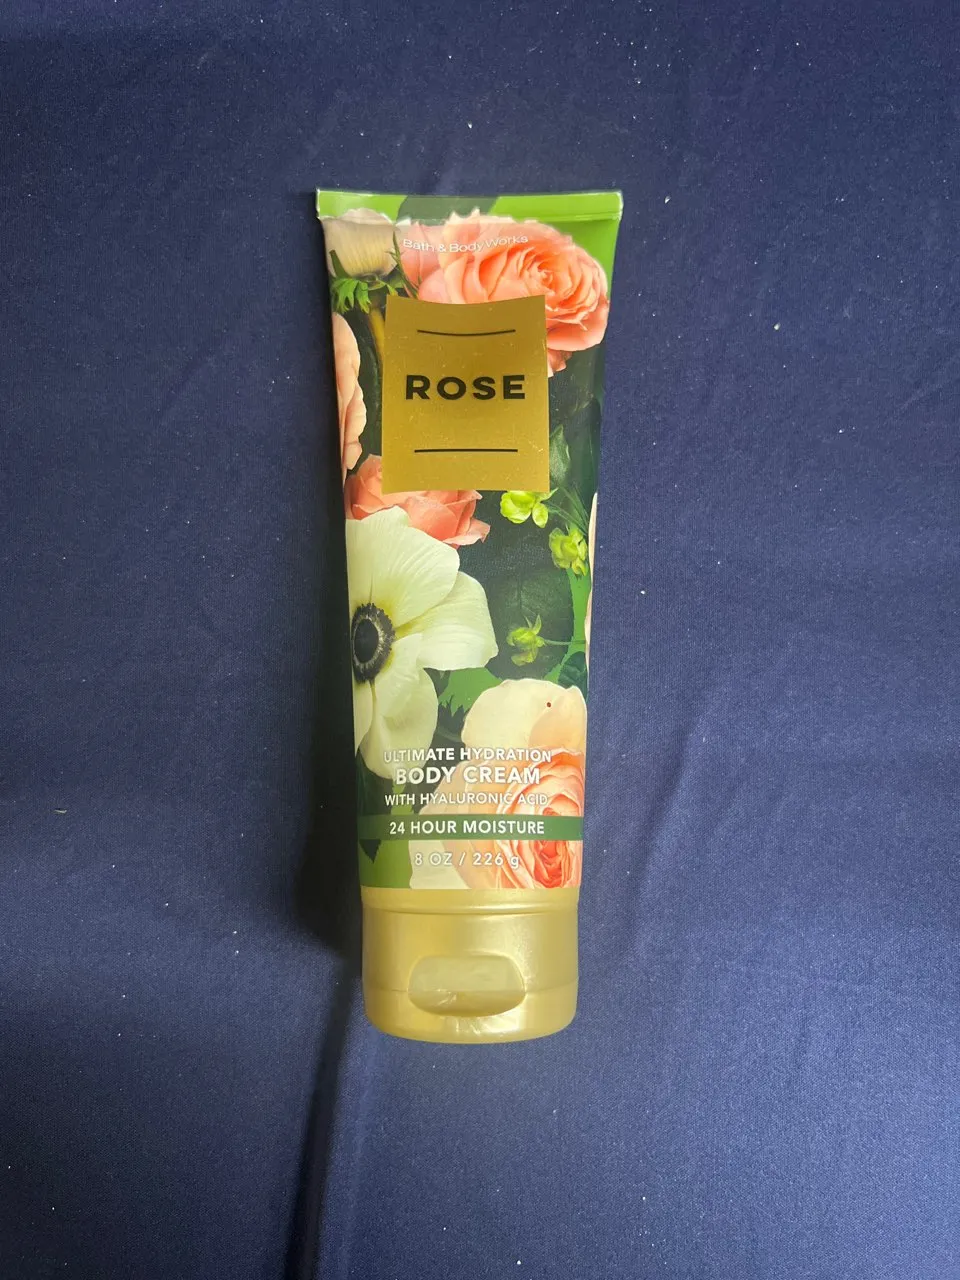 Bath & Body Works
ROSE
ULTIMATE HYDRATION
BODY CREAM
WITH HYALURONIC ACID
24 HOUR MOISTURE
8 OZ / 226 g